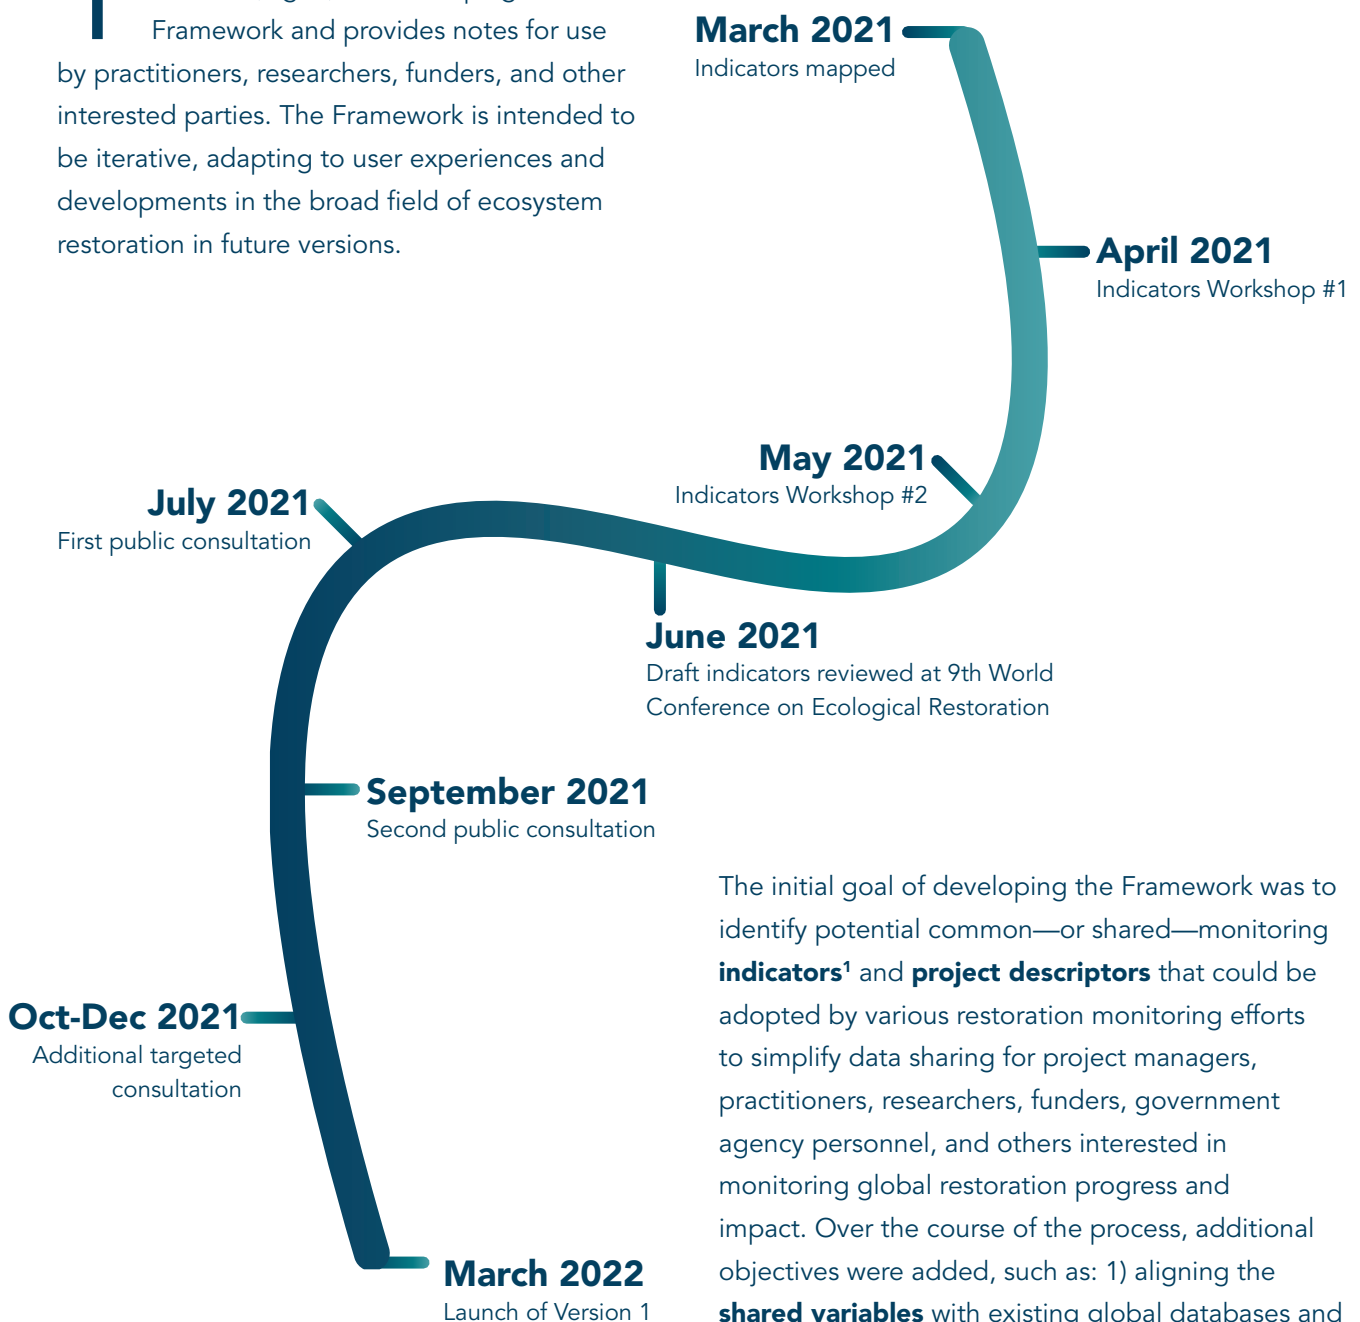 Framework and provides notes for use
by practitioners, researchers, funders, and other
interested parties. The Framework is intended to
be iterative, adapting to user experiences and
developments in the broad field of ecosystem
restoration in future versions.
March 2021
Indicators mapped
April 2021
Indicators Workshop #1
May 2021
Indicators Workshop #2
June 2021
Draft indicators reviewed at 9th World
Conference on Ecological Restoration
July 2021
First public consultation
September 2021
Second public consultation
Oct-Dec 2021
Additional targeted
consultation
March 2022
Launch of Version 1
The initial goal of developing the Framework was to
identify potential common—or shared—monitoring
indicators¹ and project descriptors that could be
adopted by various restoration monitoring efforts
to simplify data sharing for project managers,
practitioners, researchers, funders, government
agency personnel, and others interested in
monitoring global restoration progress and
impact. Over the course of the process, additional
objectives were added, such as: 1) aligning the
shared variables with existing global databases and